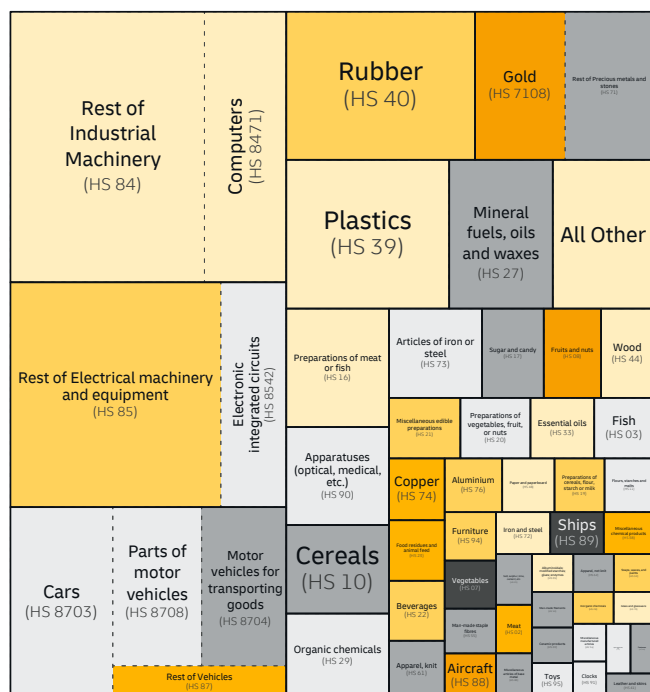 Rest of
Industrial
Machinery
(HS 84)
Computers
(HS 8471)
Rubber
(HS 40)
Gold
(HS 7108)
Rest of Precious metals and
stones
(HS 71)
Plastics
(HS 39)
Mineral
fuels, oils
and waxes
(HS 27)
All Other
Rest of Electrical machinery
and equipment
(HS 85)
Electronic
integrated circuits
(HS 8542)
Preparations of meat
or fish
(HS 16)
Articles of iron or
steel
(HS 73)
Sugar and candy
(HS 17)
Fruits and nuts
(HS 08)
Wood
(HS 44)
Miscellaneous edible
preparations
(HS 21)
Preparations of
vegetables, fruit,
or nuts
(HS 20)
Essential oils
(HS 33)
Fish
(HS 03)
Apparatuses
(optical, medical,
etc.)
(HS 90)
Copper
(HS 74)
Aluminium
(HS 76)
Paper and paperboard
Preparations of
cereals, flour,
starch or milk
(HS 19)
Flours, starches and
malts
Cars
(HS 8703)
Parts of
motor
vehicles
(HS 8708)
Motor
vehicles for
transporting
goods
(HS 8704)
Rest of Vehicles
(HS 87)
Cereals
(HS 10)
Food residues and
animal feed
Furniture
(HS 94)
Iron and steel
(HS 72)
Ships
(HS 89)
Miscellaneous
chemical products
Vegetables
(HS 07)
Beverages
(HS 22)
Man-made staple
fibres
Meat
(HS 02)
Organic chemicals
(HS 29)
Apparel, knit
(HS 61)
Aircraft
(HS 88)
Toys
(HS 95)
Clocks
(HS 91)